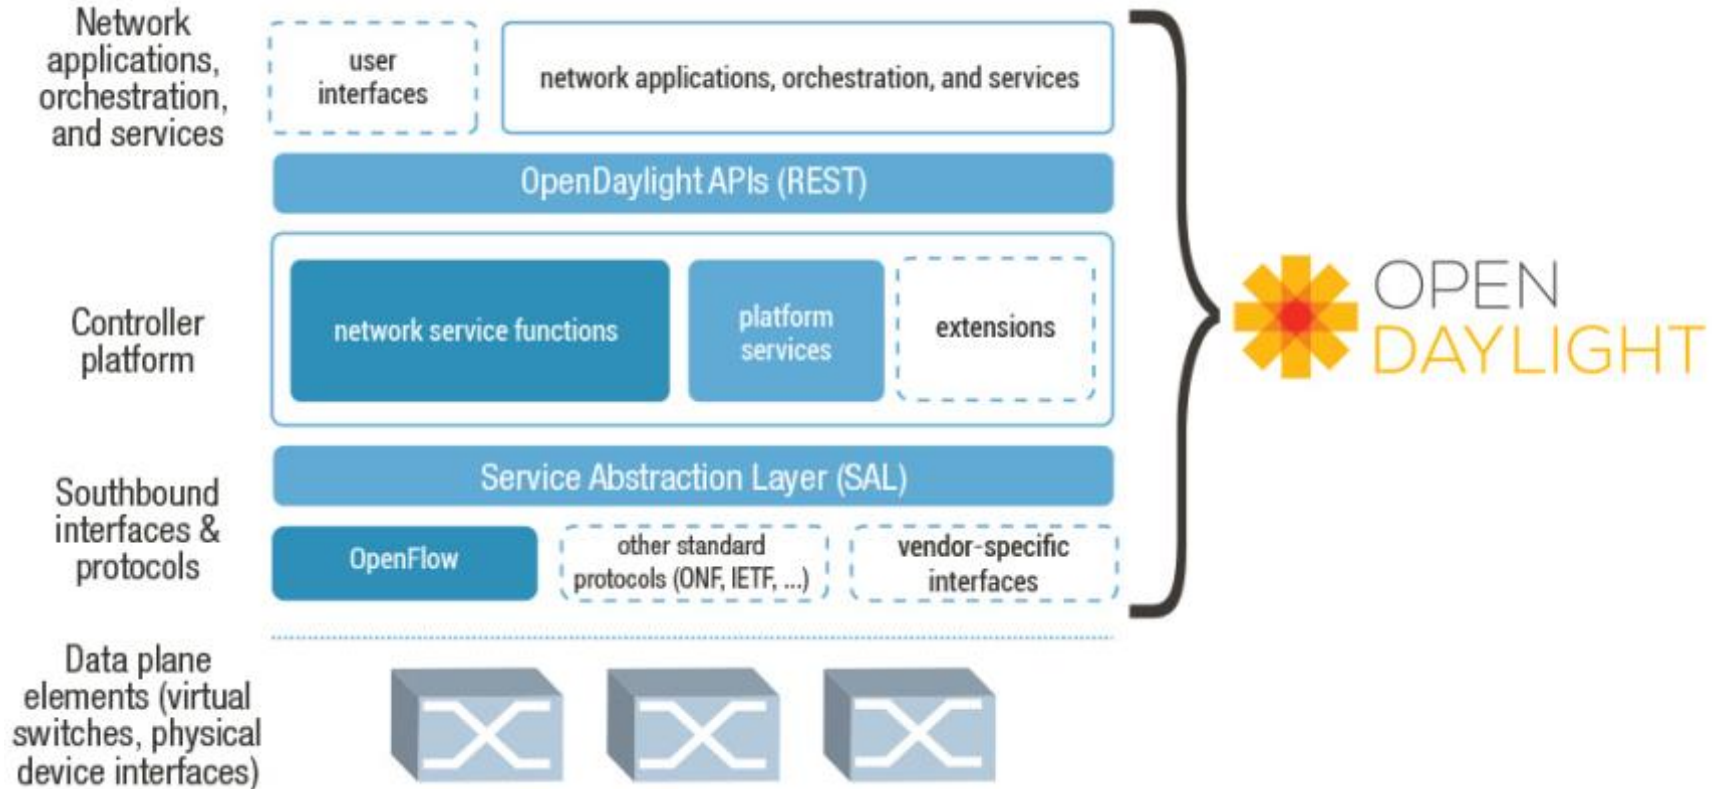 Network
applications,
orchestration,
and services
user
interfaces
network applications, orchestration, and services
OpenDaylight APIs (REST)
Controller
platform
network service functions
platform
services
extensions
OPEN
DAYLIGHT
Service Abstraction Layer (SAL)
Southbound
interfaces &
protocols
OpenFlow
other standard
protocols (ONF, IETF, ...)
vendor-specific
interfaces
Data plane
elements (virtual
switches, physical
device interfaces)